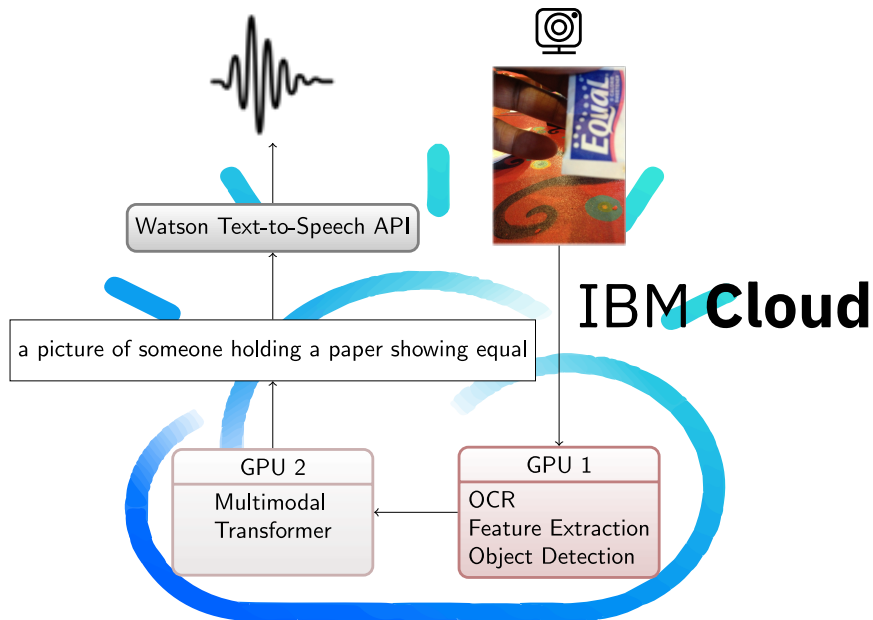 EQUAL
Watson Text-to-Speech API
IBM Cloud
a picture of someone holding a paper showing equal
GPU 2
Multimodal
Transformer
GPU 1
OCR
Feature Extraction
Object Detection